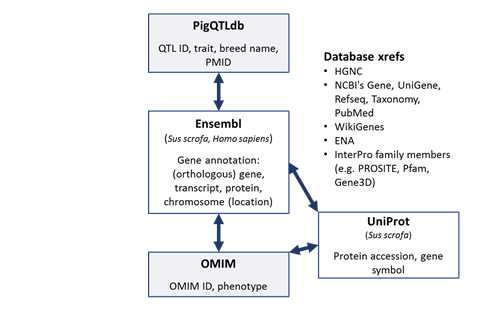 PigQTLdb
QTL ID, trait, breed name,
PMID
Database xrefs
• HGNC
• NCBI's Gene, UniGene,
Refseq, Taxonomy,
PubMed
• WikiGenes
• ENA
• InterPro family members
(e.g. PROSITE, Pfam,
Gene3D)
Ensembl
(Sus scrofa, Homo sapiens)
Gene annotation:
(orthologous) gene,
transcript, protein,
chromosome (location)
UniProt
(Sus scrofa)
Protein accession, gene
symbol
OMIM
OMIM ID, phenotype